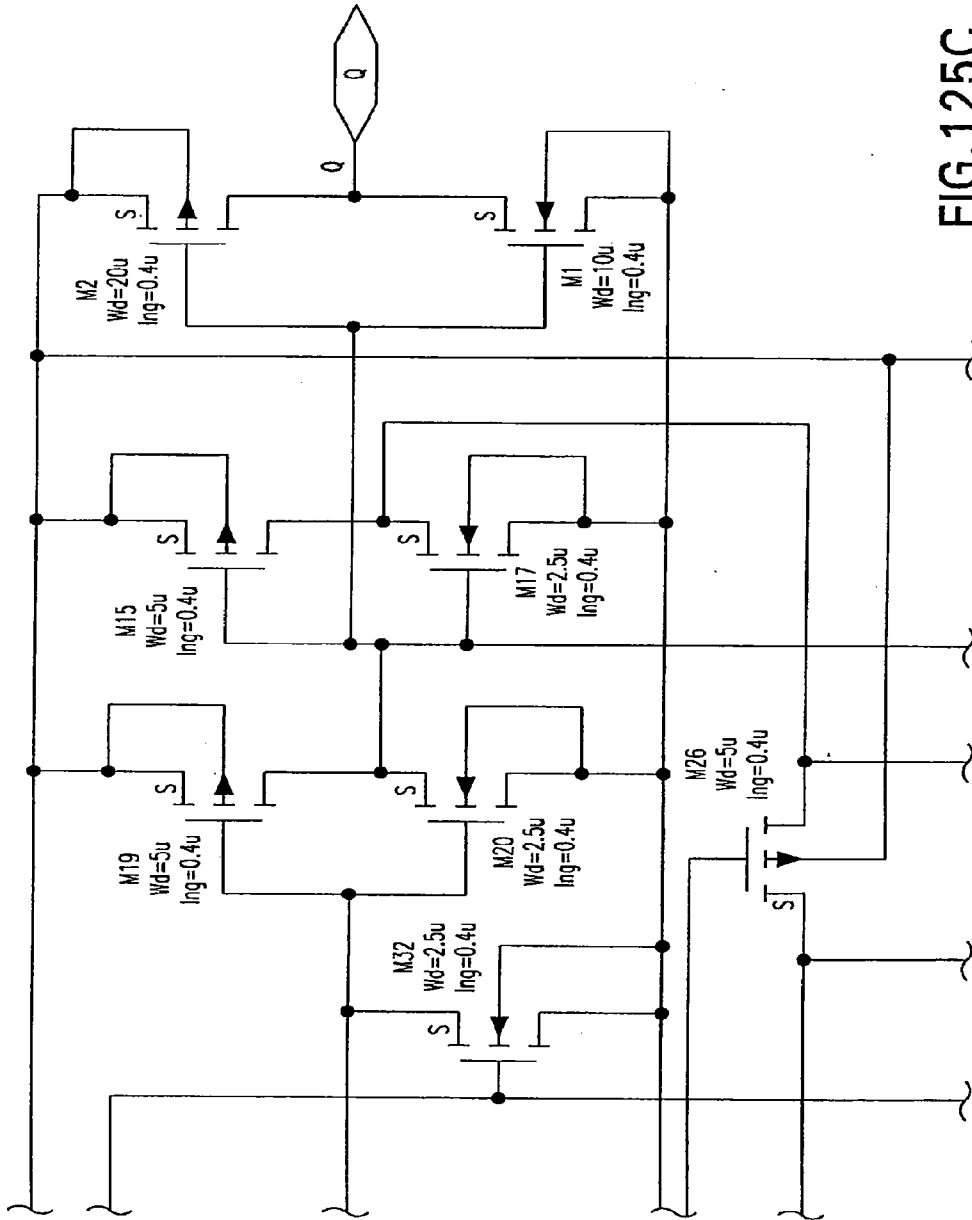 M2
Wd=20u
lng=0.4u
S
Q
Q
S
M1
Wd=10u
lng=0.4u
M15
Wd=5u
lng=0.4u
S
S
M17
Wd=2.5u
lng=0.4u
M19
Wd=5u
lng=0.4u
S
S
M20
Wd=2.5u
lng=0.4u
M32
Wd=2.5u
lng=0.4u
S
M26
Wd=5u
lng=0.4u
S
FIG.125C